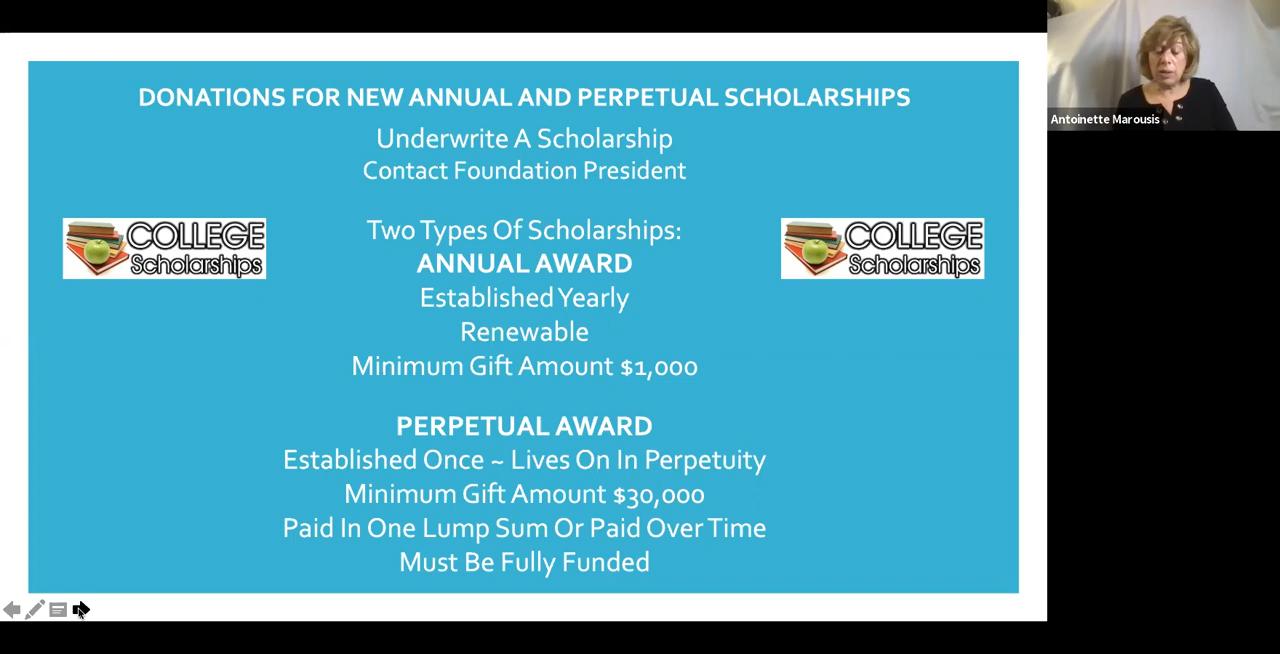 DONATIONS FOR NEW ANNUAL AND PERPETUAL SCHOLARSHIPS
Underwrite A Scholarship
Contact Foundation President
COLLEGE
Scholarships
COLLEGE
Scholarships
Two Types Of Scholarships:
ANNUAL AWARD
Established Yearly
Renewable
Minimum Gift Amount $1,000
PERPETUAL AWARD
Established Once ~ Lives On In Perpetuity
Minimum Gift Amount $30,000
Paid In One Lump Sum Or Paid Over Time
Must Be Fully Funded
Antoinette Marousis